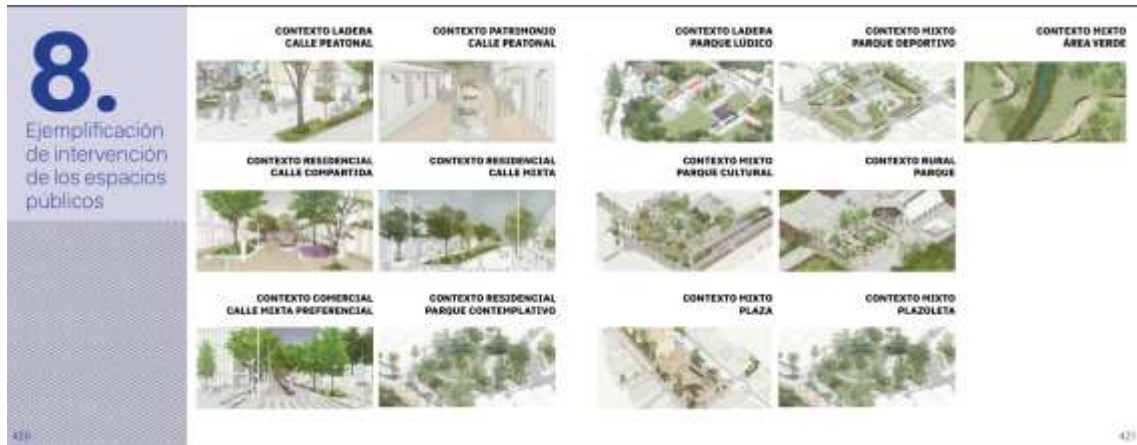 8.
Ejemplificación
de intervención
de los espacios
públicos
CONTEXTO LADERA
CALLE PEATONAL
CONTEXTO PATRIMONIO
CALLE PEATONAL
CONTEXTO LADERA
PARQUE LÚDICO
CONTEXTO MIXTO
PARQUE DEPORTIVO
CONTEXTO MIXTO
ÁREA VERDE
CONTEXTO RESIDENCIAL
CALLE COMPARTIDA
CONTEXTO RESIDENCIAL
CALLE MIXTA
CONTEXTO MIXTO
PARQUE CULTURAL
CONTEXTO RURAL
PARQUE
CONTEXTO COMERCIAL
CALLE MIXTA PREFERENCIAL
CONTEXTO RESIDENCIAL
PARQUE CONTEMPLATIVO
CONTEXTO MIXTO
PLAZA
CONTEXTO MIXTO
PLAZOLETA
420
421